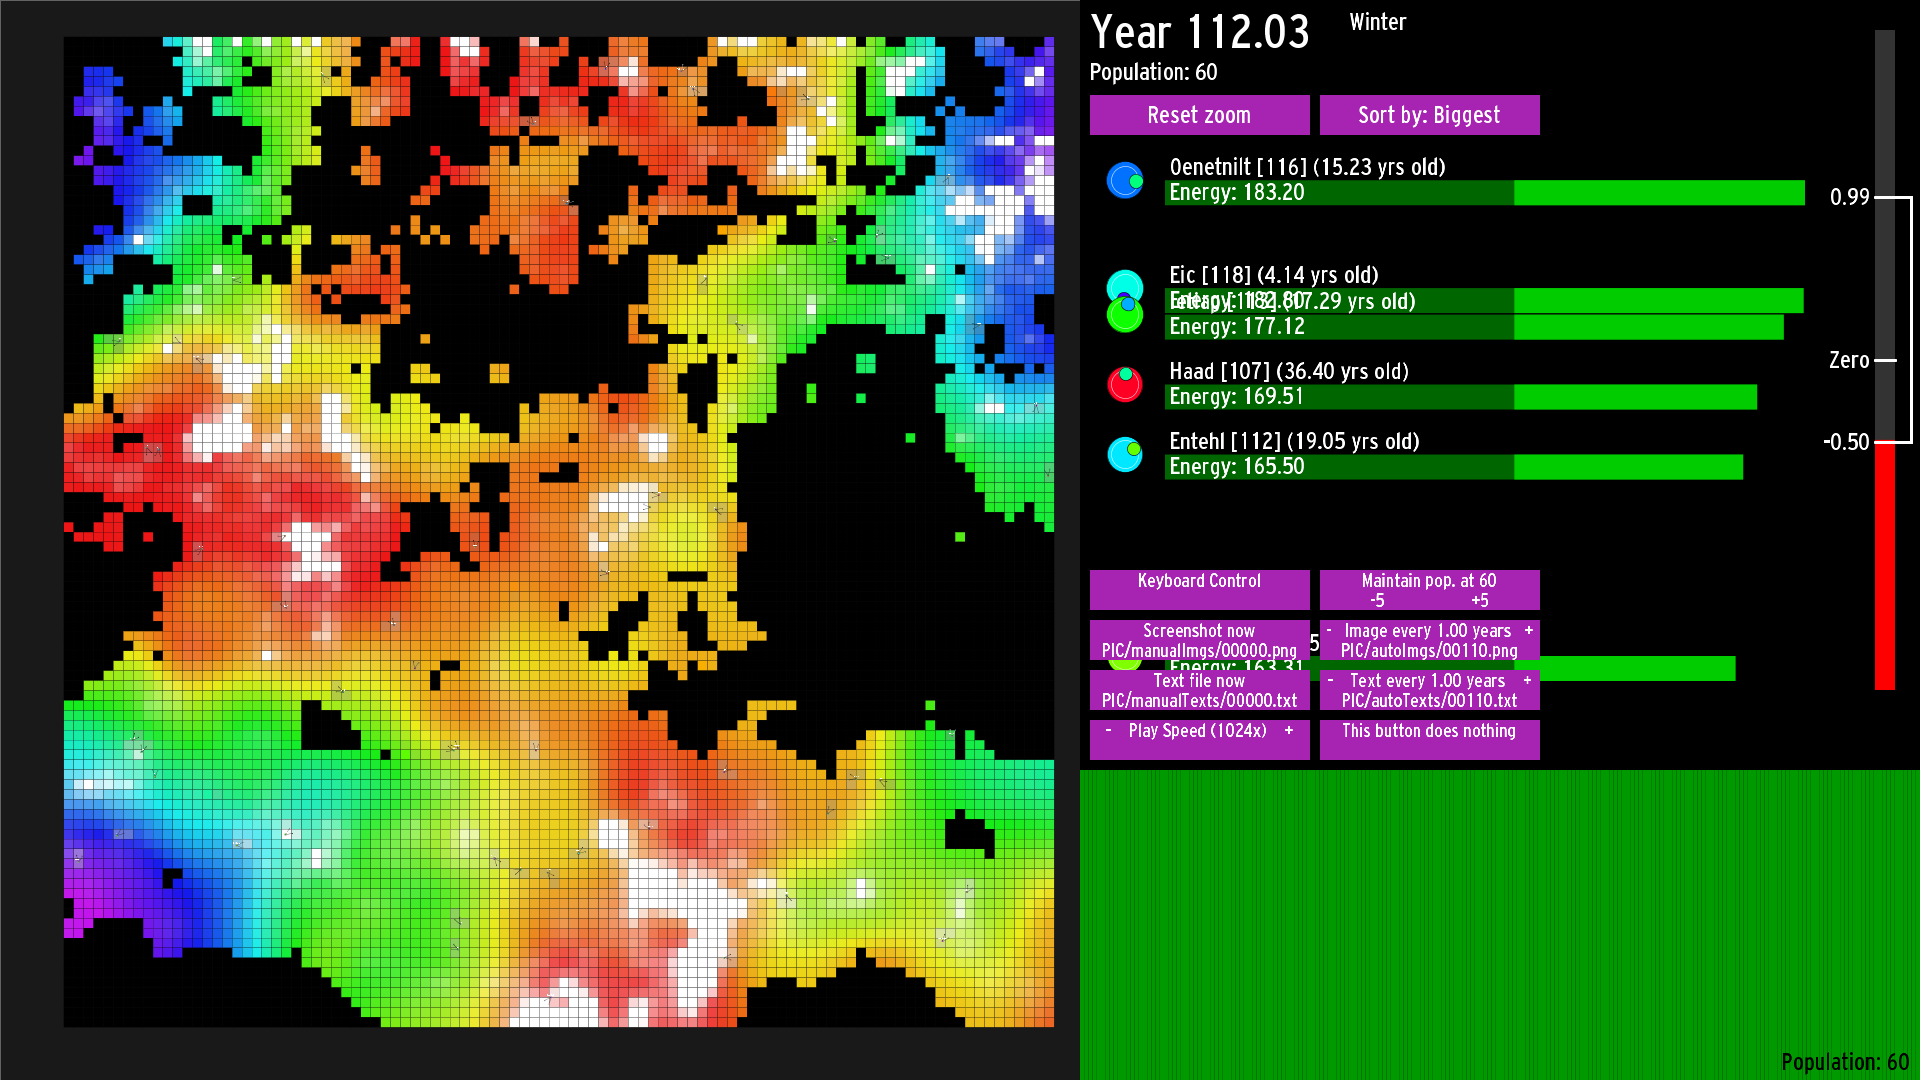 Year 112.03
Winter
Population: 60
Reset zoom
Sort by: Biggest
Oenetnilt [116] (15.23 yrs old)
Energy: 183.20
0.99
Eic [118] (4.14 yrs old)
(17.29 yrs old)
Energy: 177.12
Zero
Haad [107] (36.40 yrs old)
Energy: 169.51
Entehl [112] (19.05 yrs old)
-0.50
Energy: 165.50
Keyboard Control
Maintain pop. at 60
-5 +5
Screenshot now
PIC/manualImgs/00000.png
- Image every 1.00 years +
PIC/autoImgs/00110.png
Energy: 163.31
Text file now
PIC/manualTexts/00000.txt
- Text every 1.00 years +
PIC/autoTexts/00110.txt
- Play Speed (1024x) +
This button does nothing
Population: 60